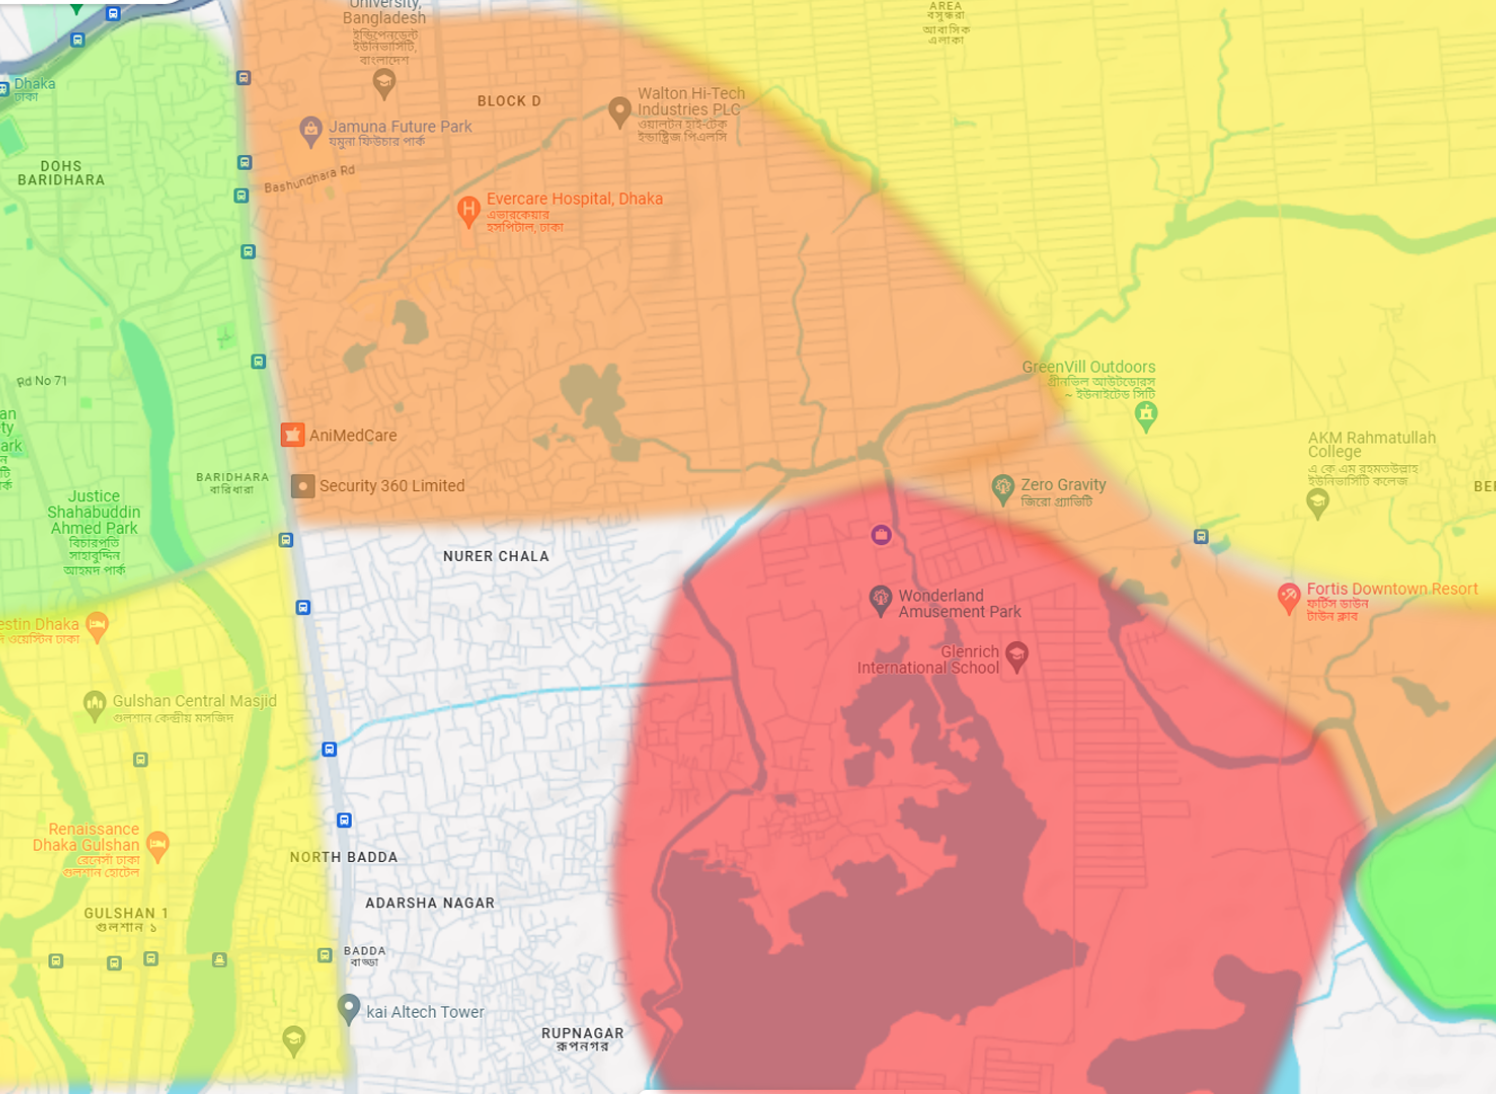 University,
Bangladesh
ইন্ডিপেনডেন্ট
ইউনিভার্সিটি,
বাংলাদেশ
AREA
বসুন্ধরা
আবাসিক
এলাকা
Dhaka
ঢাকা
BLOCK D
Walton Hi-Tech
Industries PLC
ওয়ালটন হাই-টেক
ইন্ডাস্ট্রিজ পিএলসি
Jamuna Future Park
যমুনা ফিউচার পার্ক
DOHS
BARIDHARA
Bashundhara Rd
Evercare Hospital, Dhaka
এভারকেয়ার
হসপিটাল, ঢাকা
Rd No 71
GreenVill Outdoors
গ্রীনভিল আউটডোরস
~ ইউনাইটেড সিটি
an
ty
ark
AniMedCare
AKM Rahmatullah
College
এ কে এম রহমতউল্লাহ
ইউনিভার্সিটি কলেজ
BARIDHARA
বারিধারা
Security 360 Limited
Zero Gravity
জিরো গ্র্যাভিটি
BER
Justice
Shahabuddin
Ahmed Park
বিচারপতি
সাহাবুদ্দিন
আহমদ পার্ক
NURER CHALA
Wonderland
Amusement Park
Fortis Downtown Resort
ফর্টিস ডাউন
টাউন ক্লাব
estin Dhaka
ওয়েস্টিন ঢাকা
Glenrich
International School
Gulshan Central Masjid
গুলশান কেন্দ্রীয় মসজিদ
Renaissance
Dhaka Gulshan
রেনেসাঁ ঢাকা
গুলশান হোটেল
NORTH BADDA
ADARSHA NAGAR
GULSHAN 1
গুলশান ১
BADDA
বাড্ডা
kai Altech Tower
RUPNAGAR
রূপনগর